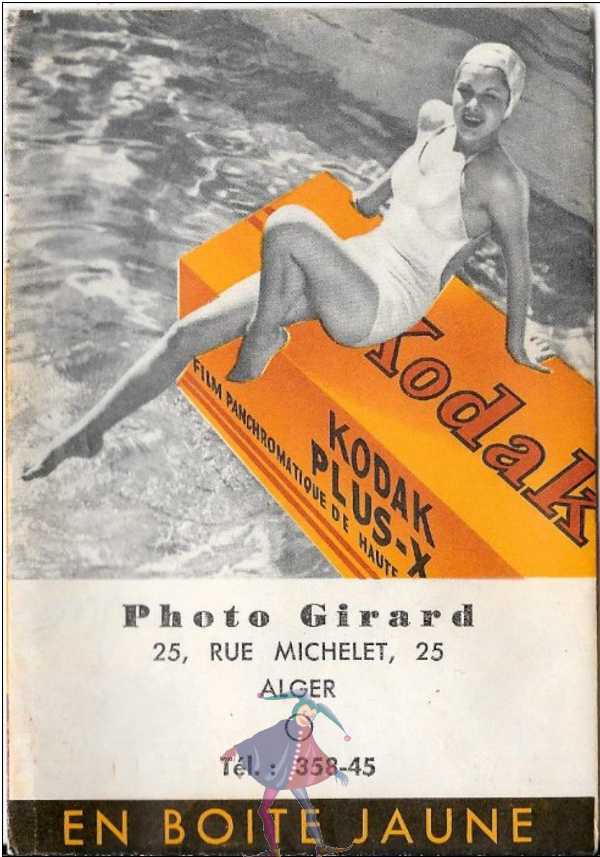 Kodak
KODAK
PLUS-X
FILM PANCHROMATIQUE DE HAUTE
Photo Girard
25, RUE MICHELET, 25
ALGER
Tél. : 358-45
EN BOITE JAUNE